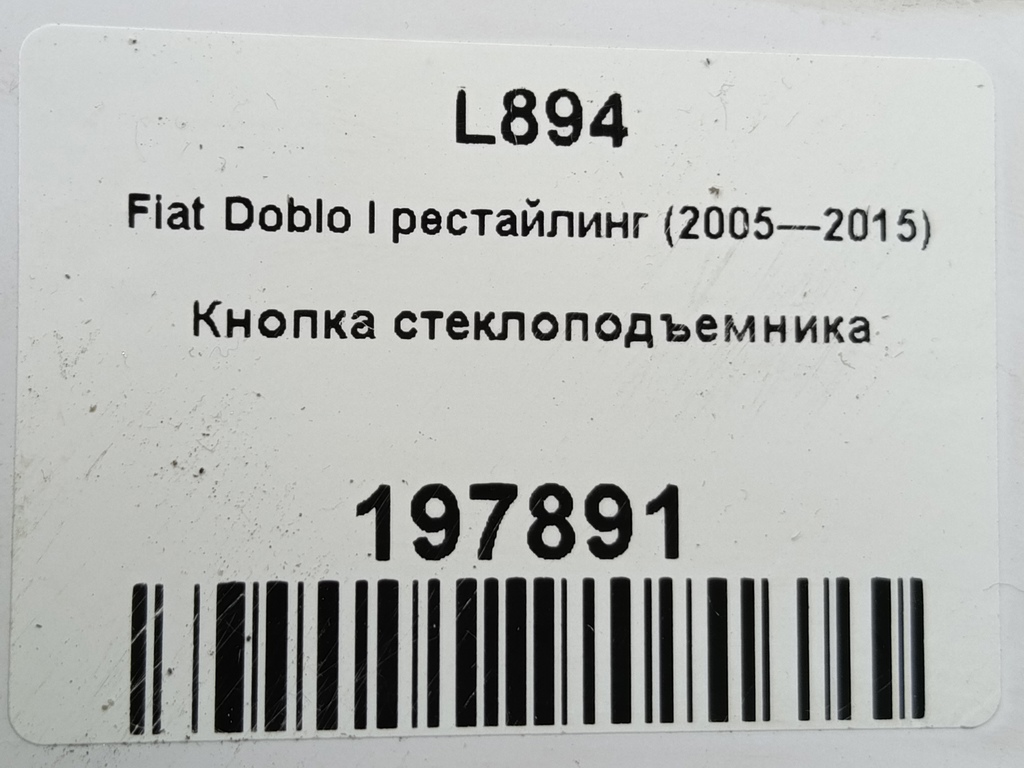 L894
Fiat Doblo I рестайлинг (2005—2015)
Кнопка стеклоподъемника
197891